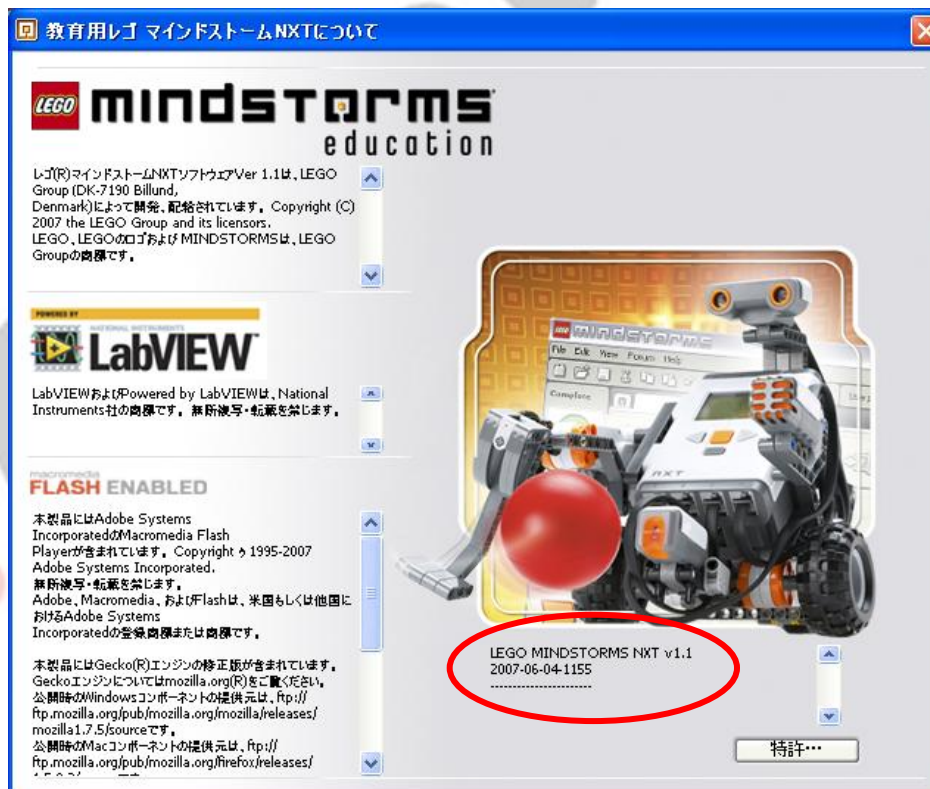 教育用レゴ マインドストームNXTについて
LEGO mindstorms
education
レゴ(R)マインドストームNXTソフトウェアVer 1.1は、LEGO
Group (DK-7190 Billund,
Denmark)によって開発、配給されています。Copyright (C)
2007 the LEGO Group and its licensors.
LEGO、LEGOのロゴおよび MINDSTORMSは、LEGO
Groupの商標です。
POWERED BY
NATIONAL INSTRUMENTS
LabVIEW
LabVIEWおよびPowered by LabVIEWは、National
Instruments社の商標です。無断複写・転載を禁じます。
macromedia
FLASH ENABLED
本製品にはAdobe Systems
IncorporatedのMacromedia Flash
Playerが含まれています。Copyright ゥ 1995-2007
Adobe Systems Incorporated.
無断複写・転載を禁じます。
Adobe、Macromedia、およびFlashは、米国もしくは他国に
おけるAdobe Systems
Incorporatedの登録商標または商標です。
本製品にはGecko(R)エンジンの修正版が含まれています。
Geckoエンジンについてはmozilla.org(R)をご覧ください。
公開時のWindowsコンポーネントの提供元は、ftp://
ftp.mozilla.org/pub/mozilla.org/mozilla/releases/
mozilla1.7.5/sourceです。
公開時のMacコンポーネントの提供元は、ftp://
ftp.mozilla.org/pub/mozilla.org/firefox/releases/
mindstorms
File Edit View Forum Help
Complete
NXT
LEGO MINDSTORMS NXT v1.1
2007-06-04-1155
-----------------------
特許…